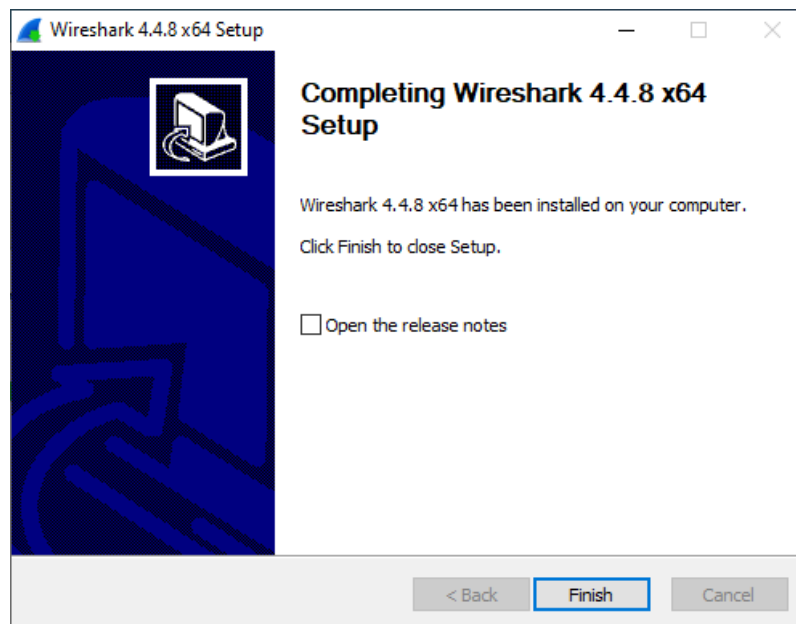 Wireshark 4.4.8 x64 Setup
Completing Wireshark 4.4.8 x64
Setup
Wireshark 4.4.8 x64 has been installed on your computer.
Click Finish to close Setup.
Open the release notes
< Back
Finish
Cancel